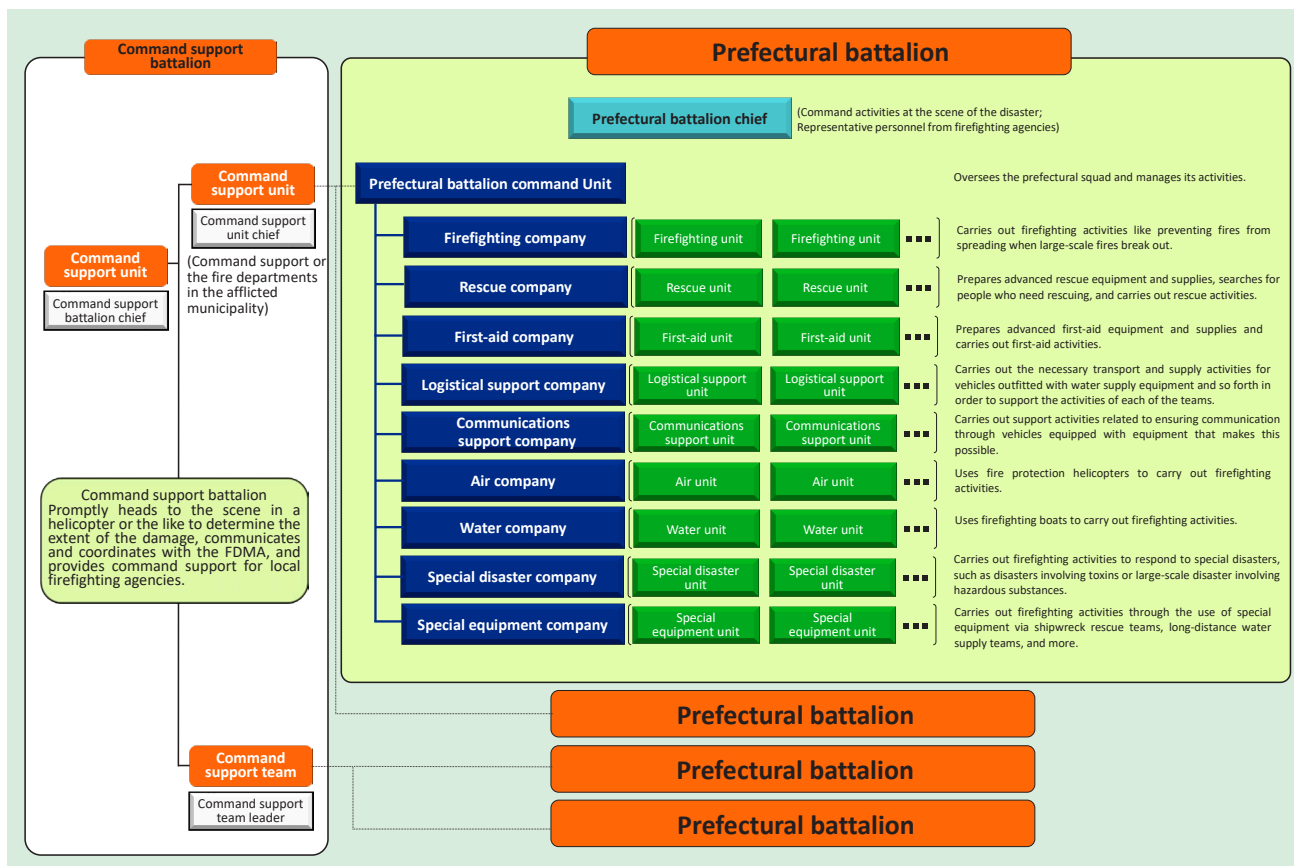 Command support
battalion
Command
support unit
Command support
unit chief
(Command support or
the fire departments
in the afflicted
municipality)
Command
support unit
Command support
battalion chief
Command support battalion
Promptly heads to the scene in a
helicopter or the like to determine the
extent of the damage, communicates
and coordinates with the FDMA, and
provides command support for local
firefighting agencies.
Command
support team
Command support
team leader
Prefectural battalion
Prefectural battalion chief
(Command activities at the scene of the disaster;
Representative personnel from firefighting agencies)
Prefectural battalion command Unit
Oversees the prefectural squad and manages its activities.
Firefighting company
Firefighting unit
Firefighting unit
Carries out firefighting activities like preventing fires from
spreading when large-scale fires break out.
Rescue company
Rescue unit
Rescue unit
Prepares advanced rescue equipment and supplies, searches for
people who need rescuing, and carries out rescue activities.
First-aid company
First-aid unit
First-aid unit
Prepares advanced first-aid equipment and supplies and
carries out first-aid activities.
Logistical support company
Logistical support
unit
Logistical support
unit
Carries out the necessary transport and supply activities for
vehicles outfitted with water supply equipment and so forth in
order to support the activities of each of the teams.
Communications
support company
Communications
support unit
Communications
support unit
Carries out support activities related to ensuring communication
through vehicles equipped with equipment that makes this
possible.
Air company
Air unit
Air unit
Uses fire protection helicopters to carry out firefighting
activities.
Water company
Water unit
Water unit
Uses firefighting boats to carry out firefighting activities.
Special disaster company
Special disaster
unit
Special disaster
unit
Carries out firefighting activities to respond to special disasters,
such as disasters involving toxins or large-scale disaster involving
hazardous substances.
Special equipment company
Special
equipment unit
Special
equipment unit
Carries out firefighting activities through the use of special
equipment via shipwreck rescue teams, long-distance water
supply teams, and more.
Prefectural battalion
Prefectural battalion
Prefectural battalion